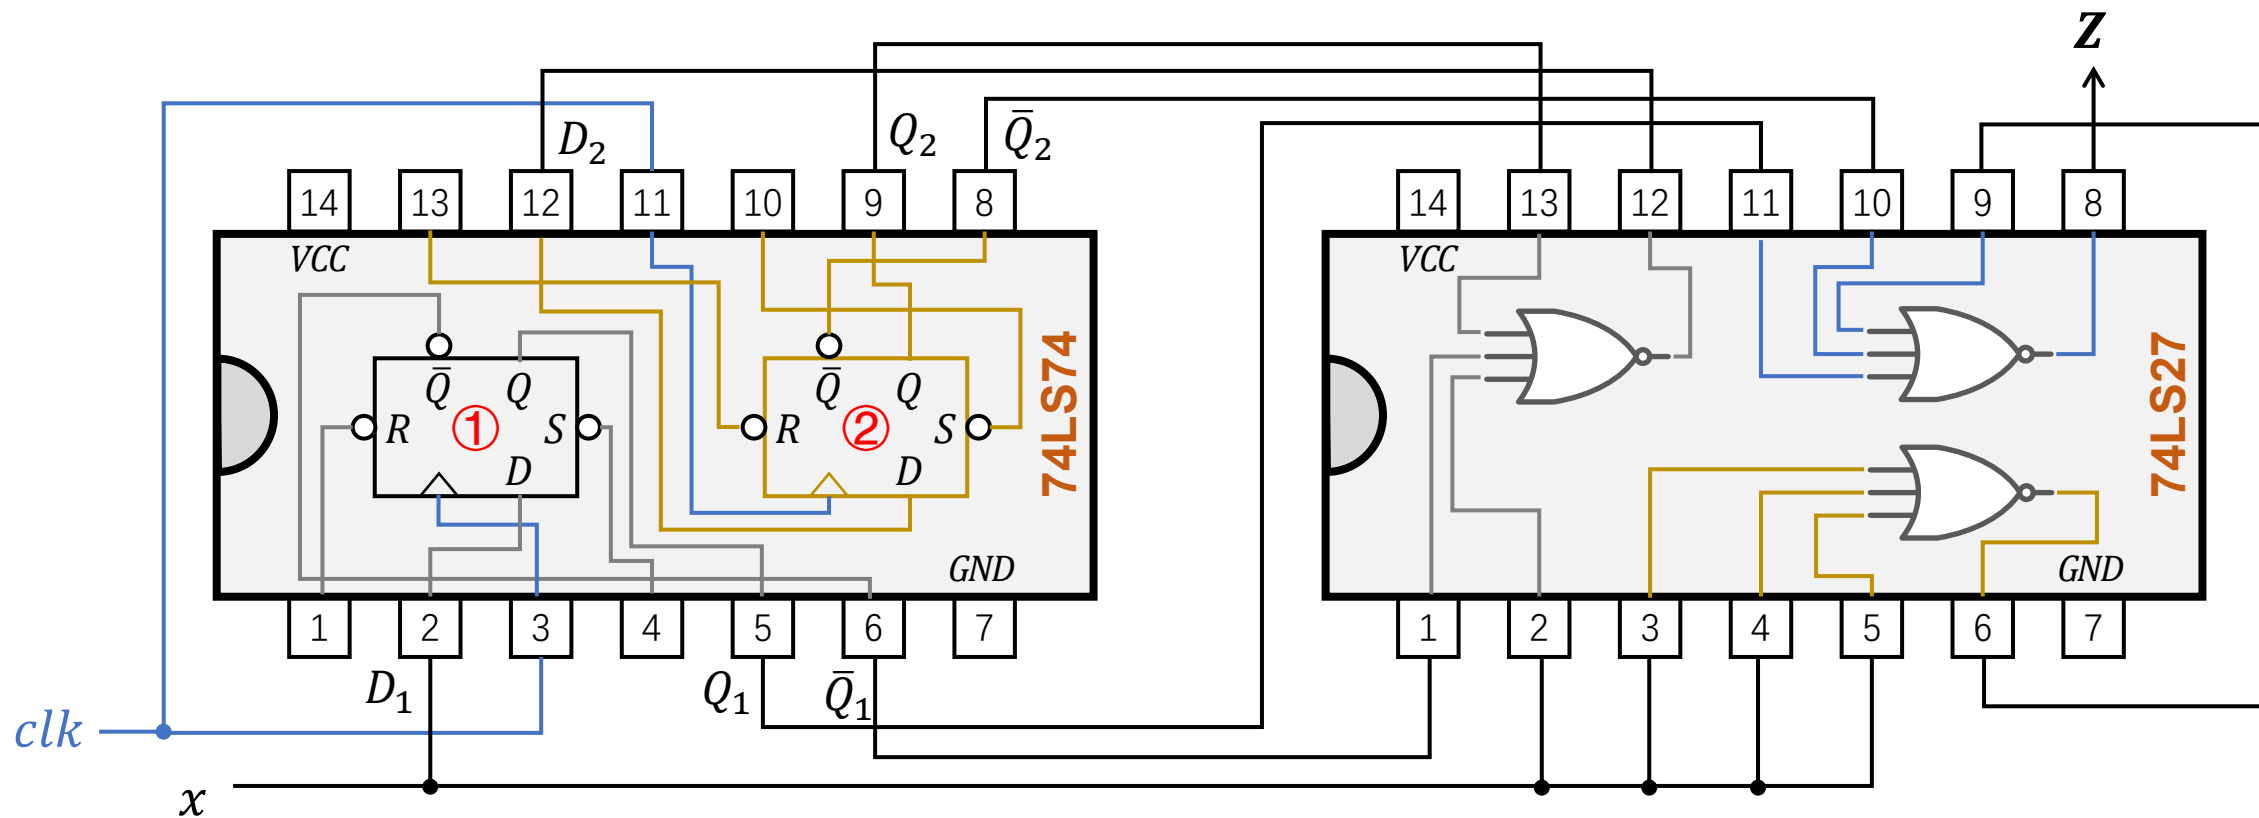 Z
D₂
Q₂
Q̄₂
14 13 12 11 10 9 8
14 13 12 11 10 9 8
VCC
VCC
Q̄ Q
Q̄ Q
R ① S
R ② S
D
D
74LS74
74LS27
GND
GND
1 2 3 4 5 6 7
1 2 3 4 5 6 7
D₁
Q₁
Q̄₁
clk
x